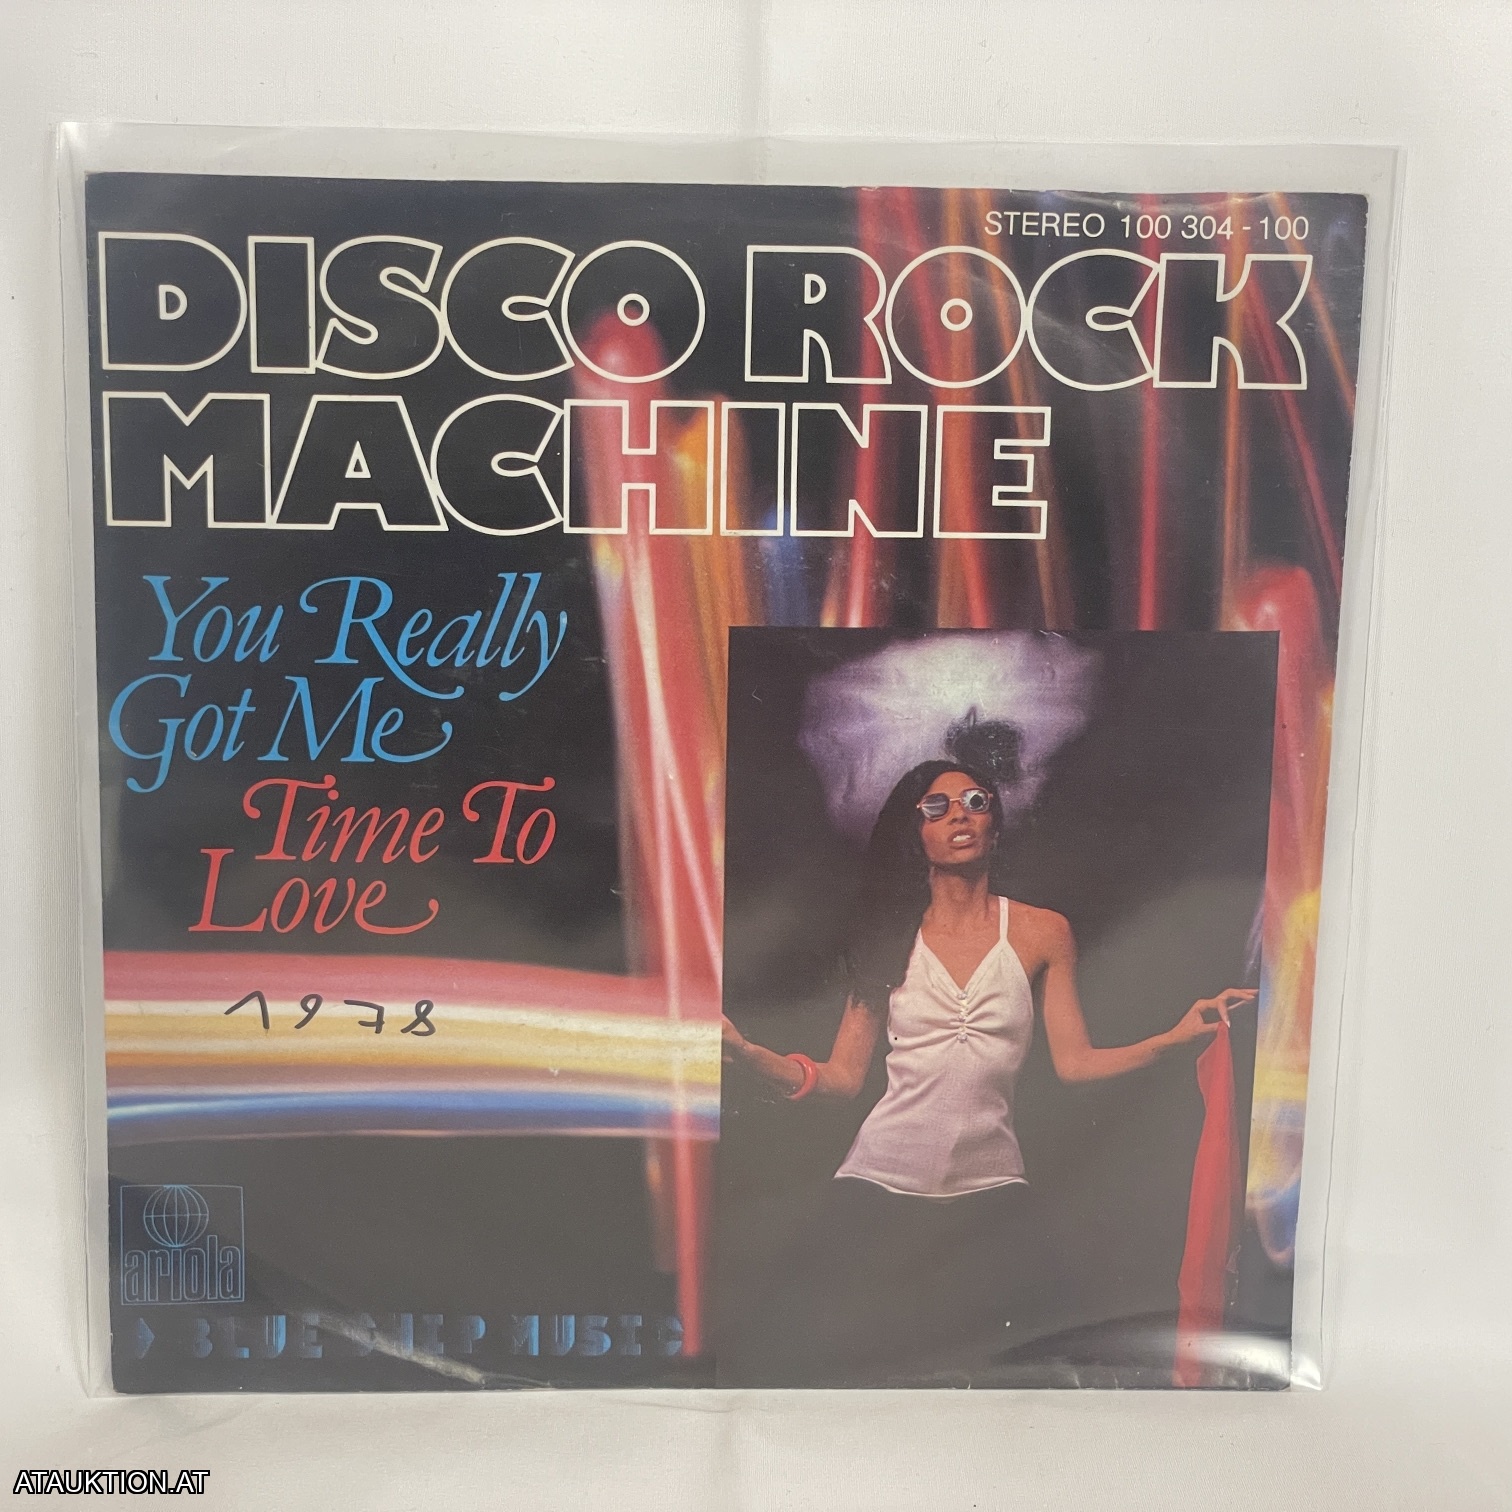 STEREO 100 304-100
DISCO ROCK
MACHINE
You Really
Got Me
Time To
Love
1978
ariola
BLUE CHIP MUSIC
ATAUKTION.AT